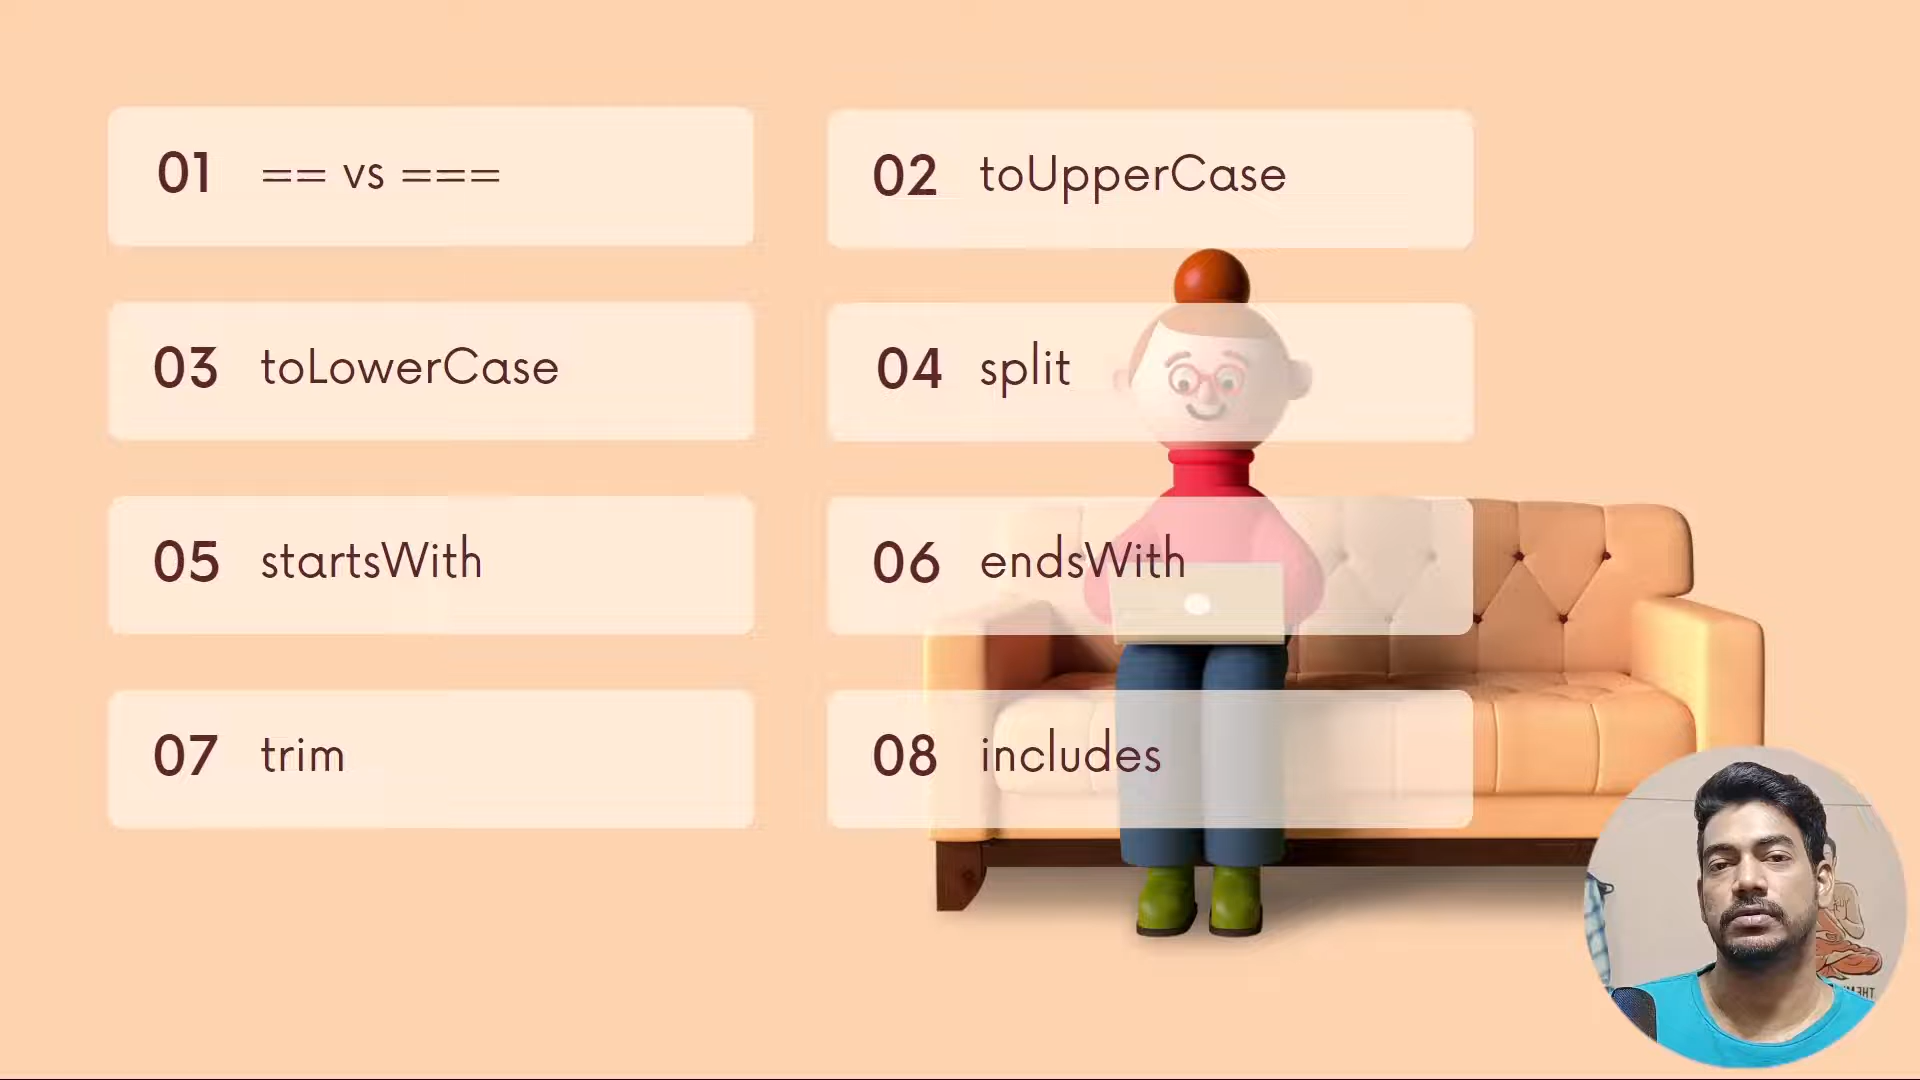 01 == vs ===
02 toUpperCase
03 toLowerCase
04 split
05 startsWith
06 endsWith
07 trim
08 includes